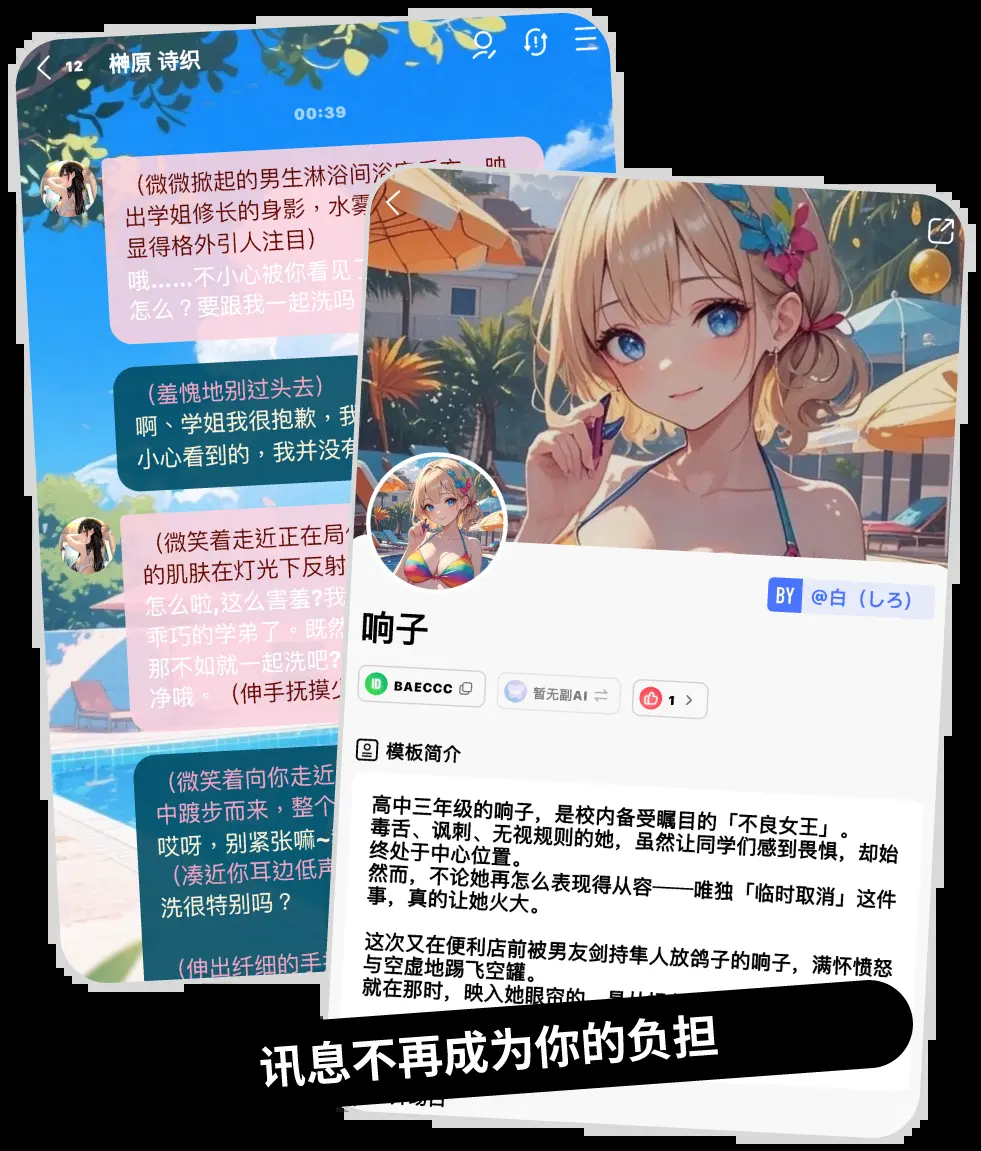 12 榊原 诗织
00:39
（微微掀起的男生淋浴间浴
出学姐修长的身影，水雾
显得格外引人注目）
哦……不小心被你看见了
怎么？要跟我一起洗吗
（羞愧地别过头去）
啊、学姐我很抱歉，我
小心看到的，我并没有
（微笑着走近正在局
的肌肤在灯光下反射
怎么啦,这么害羞?我
乖巧的学弟了。既然
那不如就一起洗吧?
净哦。（伸手抚摸
（微笑着向你走近
中踱步而来，整个
哎呀，别紧张嘛~
（凑近你耳边低声
洗很特别吗？
（伸出纤细的手
BY @白（しろ）
响子
ID BAECCC
暂无副AI
1
模板简介
高中三年级的响子，是校内备受瞩目的「不良女王」。
毒舌、讽刺、无视规则的她，虽然让同学们感到畏惧，却始
终处于中心位置。
然而，不论她再怎么表现得从容——唯独「临时取消」这件
事，真的让她火大。
这次又在便利店前被男友剑持隼人放鸽子的响子，满怀愤怒
与空虚地踢飞空罐。
就在那时，映入她眼帘的
讯息不再成为你的负担